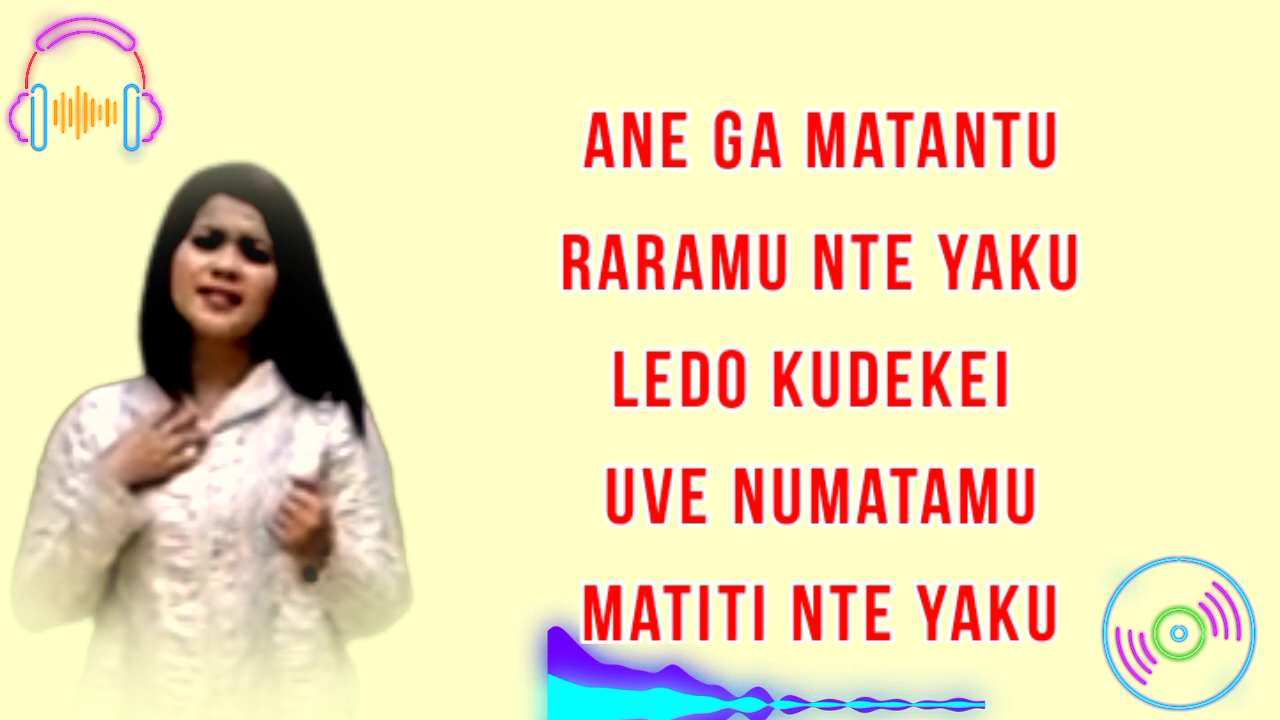 ANE GA MATANTU
RARAMU NTE YAKU
LEDO KUDEKEI
UVE NUMATAMU
MATITI NTE YAKU